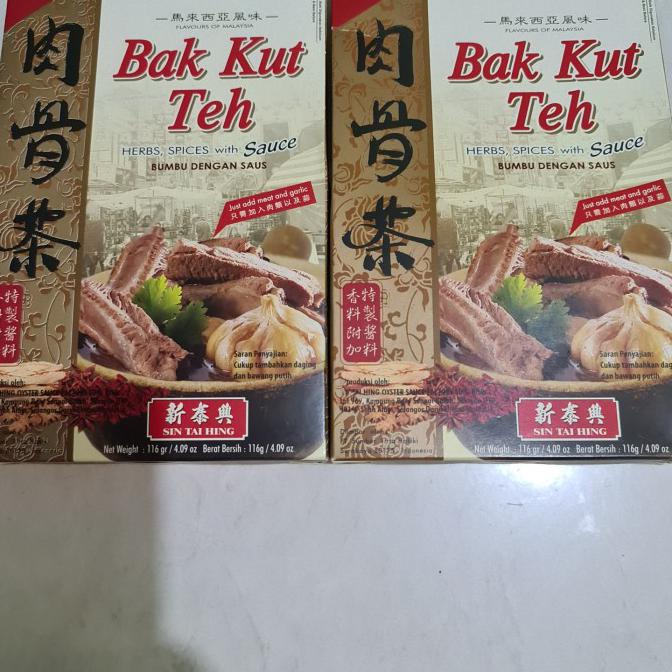 肉骨茶
馬來西亞風味
FLAVOURS OF MALAYSIA
Bak Kut
Teh
HERBS, SPICES with Sauce
BUMBU DENGAN SAUS
Just add meat and garlic
只需加入肉類以及蒜
特製醬料
Saran Penyajian:
Cukup tambahkan daging
dan bawang putih
新泰興
SIN TAI HING
Net Weight : 116 gr / 4.09 oz Berat Bersih : 116g / 4.09 oz
肉骨茶
馬來西亞風味
FLAVOURS OF MALAYSIA
Bak Kut
Teh
HERBS, SPICES with Sauce
BUMBU DENGAN SAUS
Just add meat and garlic
只需加入肉類以及蒜
特製醬料
香料附加
Saran Penyajian:
Cukup tambahkan
dan bawang putih
新泰興
SIN TAI HING
Net Weight : 116 gr / 4.09 oz Berat Bersih : 116g / 4.09 oz